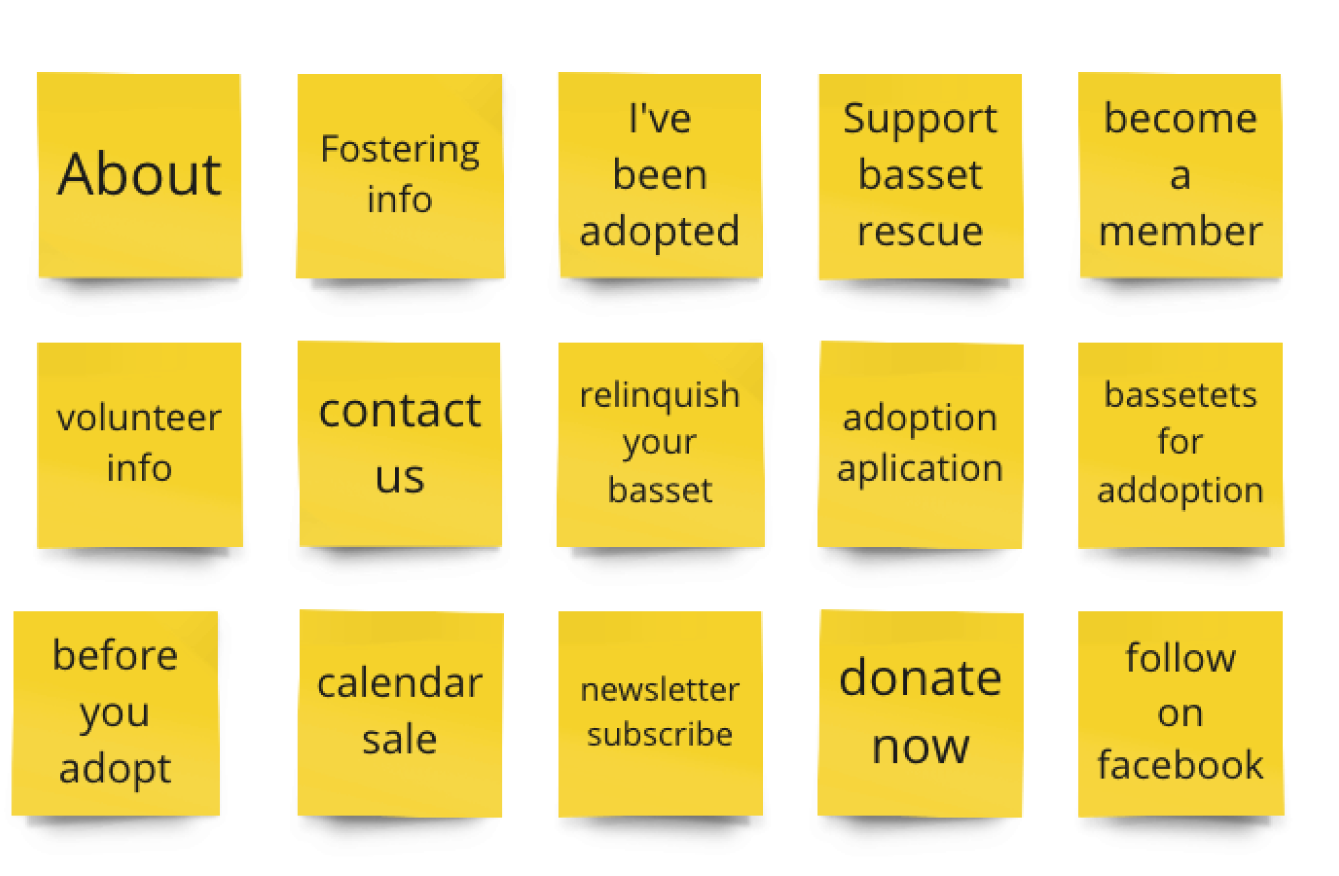 About
Fostering
info
I've
been
adopted
Support
basset
rescue
become
a
member
volunteer
info
contact
us
relinquish
your
basset
adoption
aplication
bassetets
for
addoption
before
you
adopt
calendar
sale
newsletter
subscribe
donate
now
follow
on
facebook